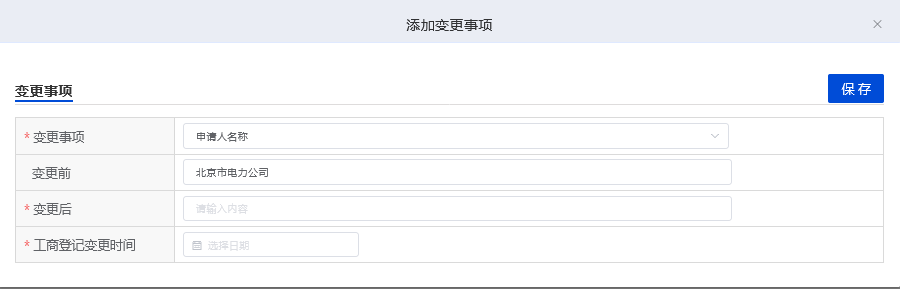 添加变更事项
变更事项
保存
* 变更事项
申请人名称
变更前
北京市电力公司
* 变更后
请输入内容
* 工商登记变更时间
选择日期